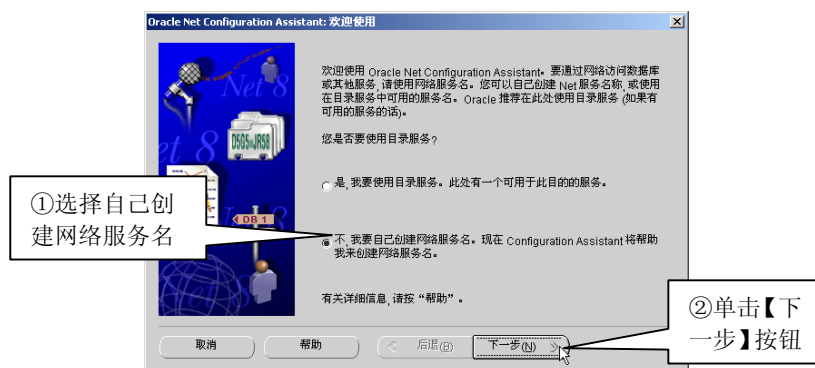 Oracle Net Configuration Assistant: 欢迎使用
Net 8
欢迎使用 Oracle Net Configuration Assistant。要通过网络访问数据库
或其他服务,请使用网络服务名。您可以自己创建 Net 服务名称,或使用
在目录服务中可用的服务名。Oracle 推荐在此处使用目录服务 (如果有
可用的服务的话)。
et 8
D5G5-JR58
您是否要使用目录服务?
是,我要使用目录服务。此处有一个可用于此目的的服务。
①选择自己创
建网络服务名
DB 1
8
不,我要自己创建网络服务名。现在 Configuration Assistant 将帮助
我来创建网络服务名。
有关详细信息,请按“帮助”。
②单击【下
一步】按钮
取消
帮助
后退(B)
下一步(N)